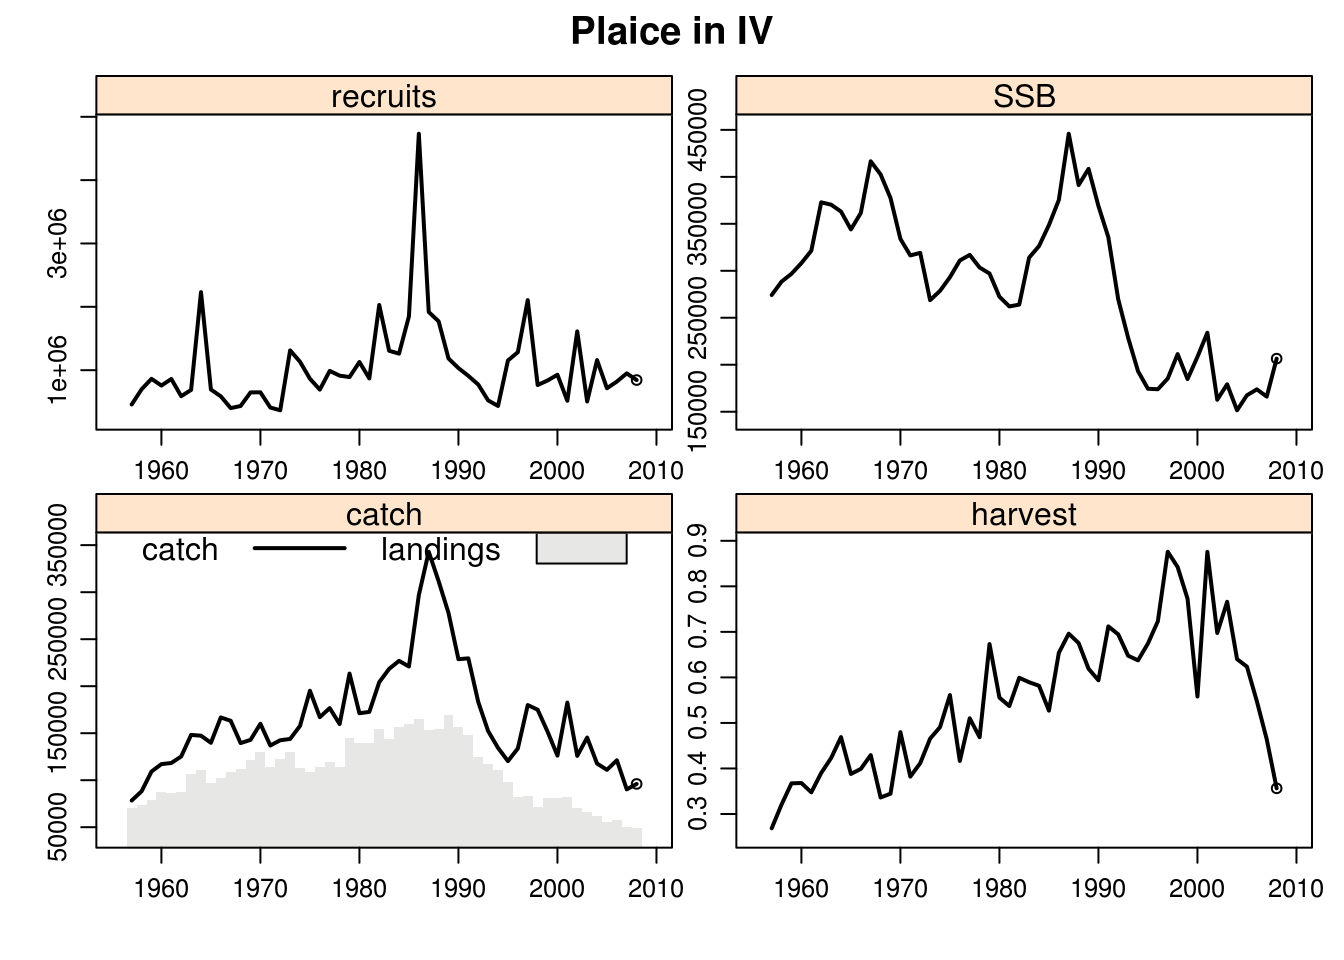 Plaice in IV
recruits
1e+06 3e+06
1960 1970 1980 1990 2000 2010
SSB
150000 250000 350000 450000
1960 1970 1980 1990 2000 2010
catch
catch landings
50000 150000 250000 350000
1960 1970 1980 1990 2000 2010
harvest
0.3 0.4 0.5 0.6 0.7 0.8 0.9
1960 1970 1980 1990 2000 2010